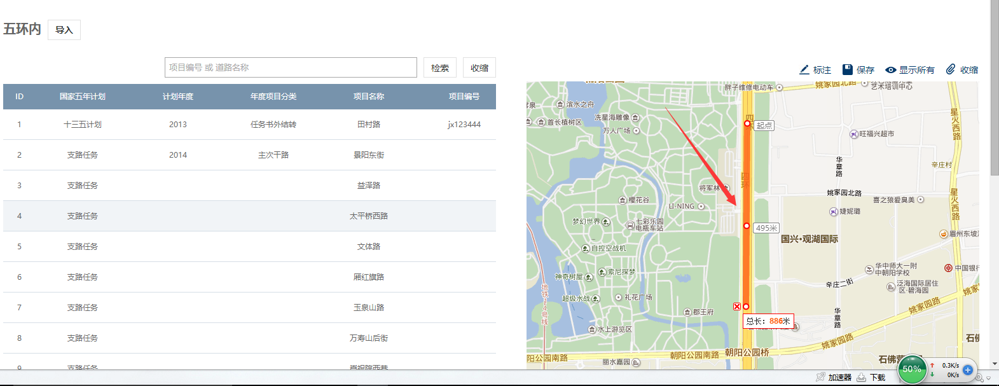 五环内 导入
项目编号 或 道路名称 检索 收缩
标注 保存 显示所有 收缩
ID 国家五年计划 计划年度 年度项目分类 项目名称 项目编号
1 十三五计划 2013 任务书外结转 田村路 jx123444
2 支路任务 2014 主次干路 景阳东街
3 支路任务 益泽路
4 支路任务 太平桥西路
5 支路任务 文体路
6 支路任务 厢红旗路
7 支路任务 玉泉山路
8 支路任务 万寿山后街
9 支路任务 崇祝院西巷
胖子维修电动车
姚家园北路
艺米培训中心
滨水之舟
洗星海雕像
首长植树区
万人广场
四环
起点
旺福兴超市
星火西路
华章路
辛庄村
四环
将军林
姚家园北路
樱花谷
LI-NING
喜之狼爱臭美
婕妮璐
星火西路
梦幻世界
七彩乐园
电瓶车站
495米
国兴·观湖国际
眉州东坡
自控空战机
华中师大一附
中朝阳学校
中国银行
神奇树屋
索尼探梦
辛庄二街
泛海国际居住
区·碧海园
地铁14号线
超级水战
礼花广场
姚家园路
郡王府
华章路
总长：886米
水上游览区
姚家园路
石佛
朝阳公园桥
朝阳公园南路
阳公园南路
丽水嘉园
石佛营
50% 0.3K/s
0K/s
加速器 下载